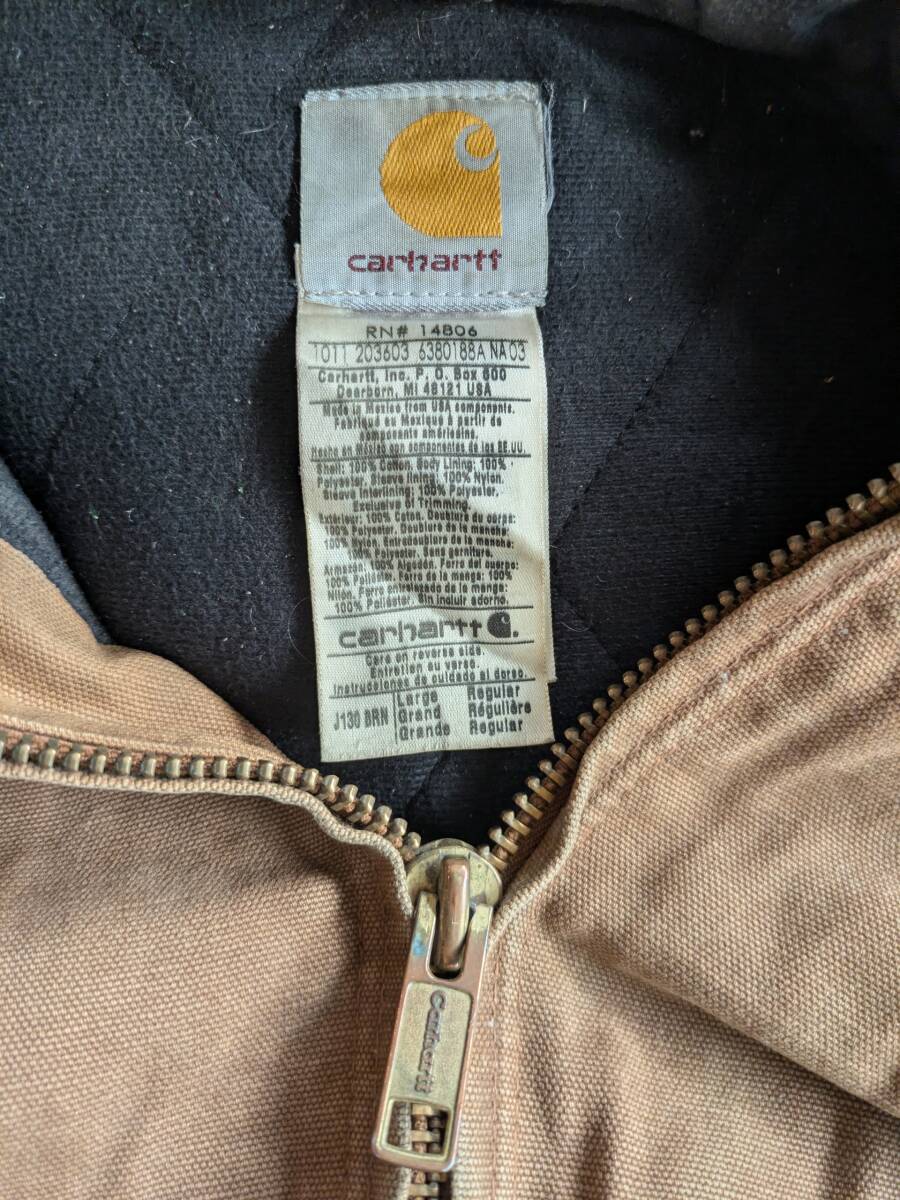 carhartt
RN# 14806
1011 203603 6380188A NA 03
Carhartt, Inc. P. O. Box 600
Dearborn, MI 48121 USA
Made in Mexico from USA components.
Fabriqué au Mexique à partir de
composants américains.
Hecho en México con componentes de los EE.UU.
Shell: 100% Cotton. Body Lining: 100%
Polyester. Sleeve lining: 100% Nylon.
Sleeve Interlining: 100% Polyester.
Exclusive Of Trimming.
Extérieur: 100% Coton. Doublure du corps:
100% Polyester. Doublure de la manche:
100% Nylon. Entredoublure de la manche:
100% Polyester. Sans garniture.
Armazón: 100% Algodón. Forro del cuerpo:
100% Poliéster. Forro de la manga: 100%
Nilon. Forro entrelazado de la manga:
100% Poliéster. Sin incluir adorno.
carhartt
Care on reverse side
Entretien au verso.
Instrucciones de cuidado al dorso.
J130 BRN
Large Regular
Grand Régulière
Grande Regular
Carhartt